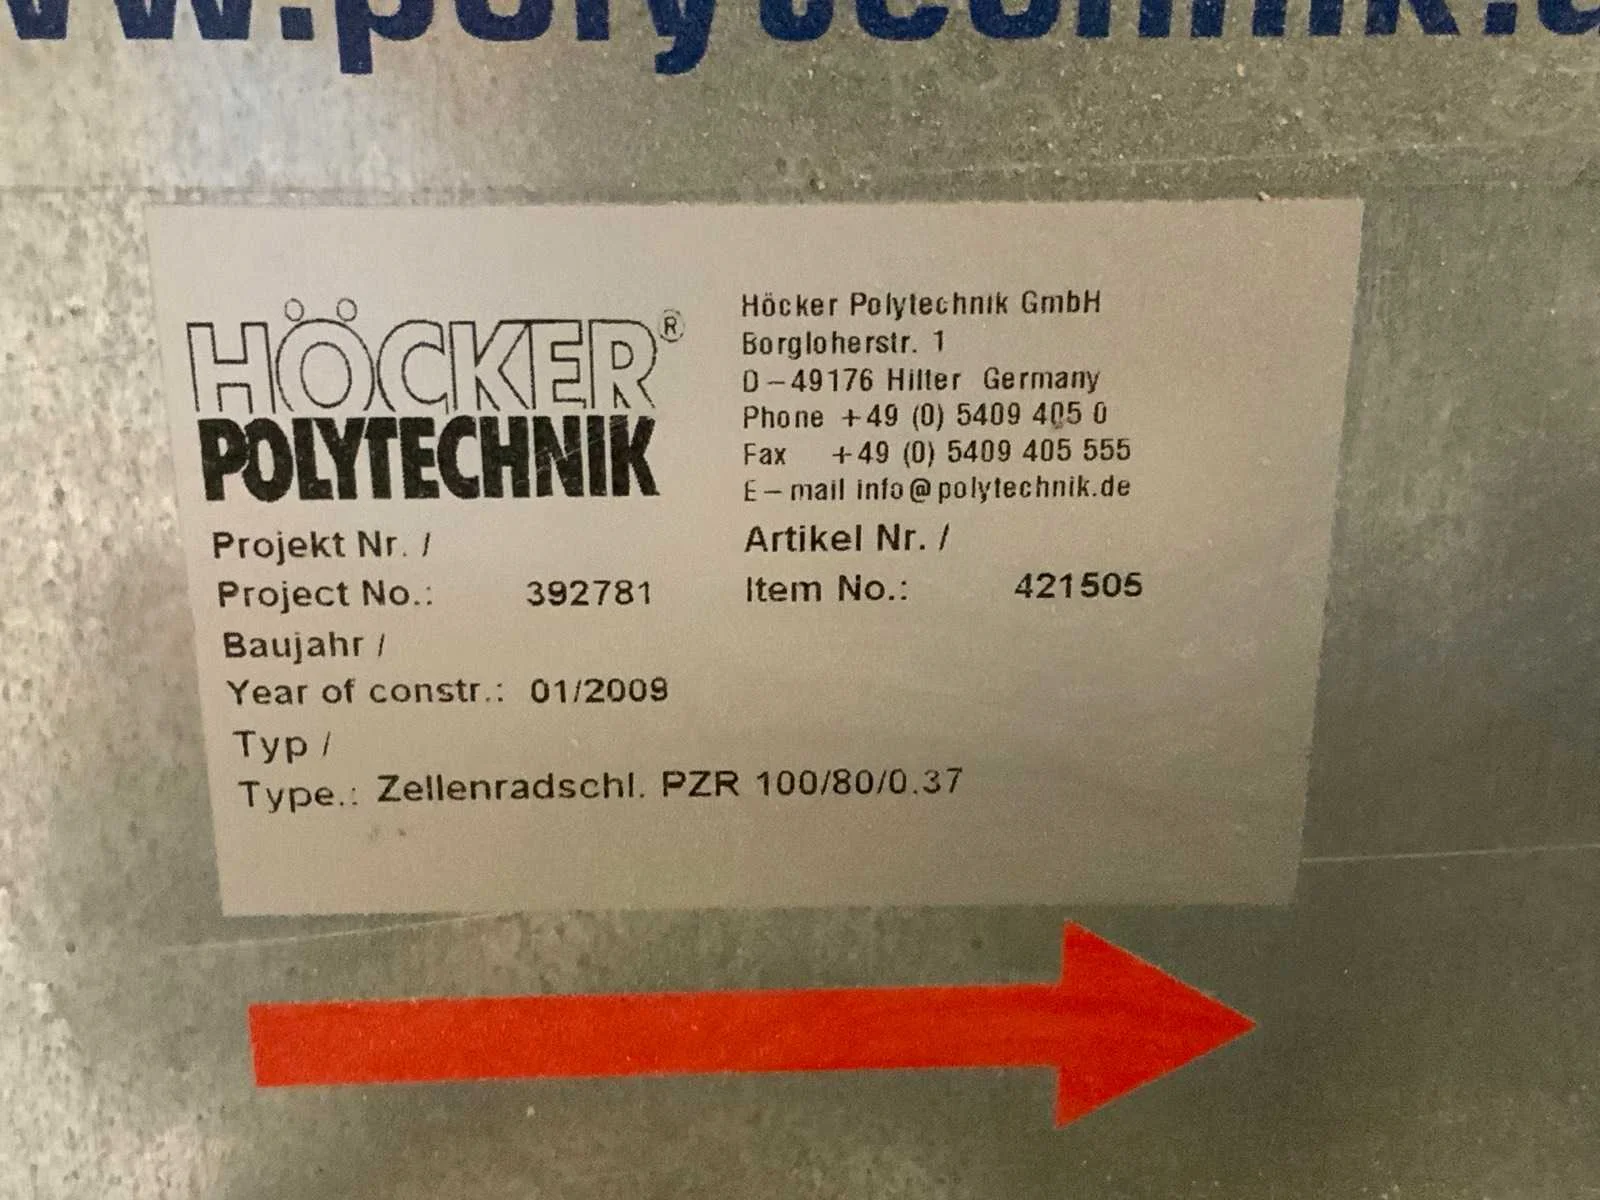 www.polytechnik.d
HÖCKER®
POLYTECHNIK
Höcker Polytechnik GmbH
Borgloherstr. 1
D-49176 Hilter Germany
Phone +49 (0) 5409 405 0
Fax +49 (0) 5409 405 555
E-mail info@polytechnik.de
Projekt Nr. /
Project No.: 392781
Artikel Nr. /
Item No.: 421505
Baujahr /
Year of constr.: 01/2009
Typ /
Type.: Zellenradschl. PZR 100/80/0.37